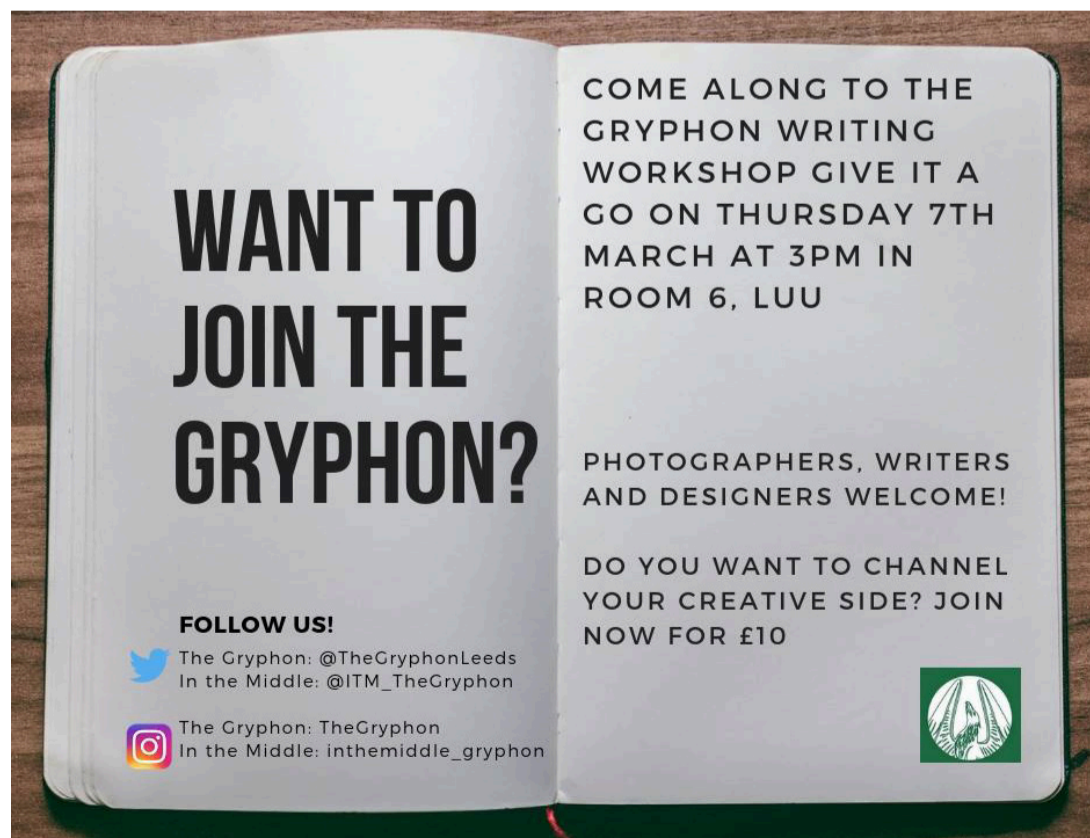 WANT TO
JOIN THE
GRYPHON?
FOLLOW US!
The Gryphon: @TheGryphonLeeds
In the Middle: @ITM_TheGryphon
The Gryphon: TheGryphon
In the Middle: inthemiddle_gryphon
COME ALONG TO THE
GRYPHON WRITING
WORKSHOP GIVE IT A
GO ON THURSDAY 7TH
MARCH AT 3PM IN
ROOM 6, LUU
PHOTOGRAPHERS, WRITERS
AND DESIGNERS WELCOME!
DO YOU WANT TO CHANNEL
YOUR CREATIVE SIDE? JOIN
NOW FOR £10